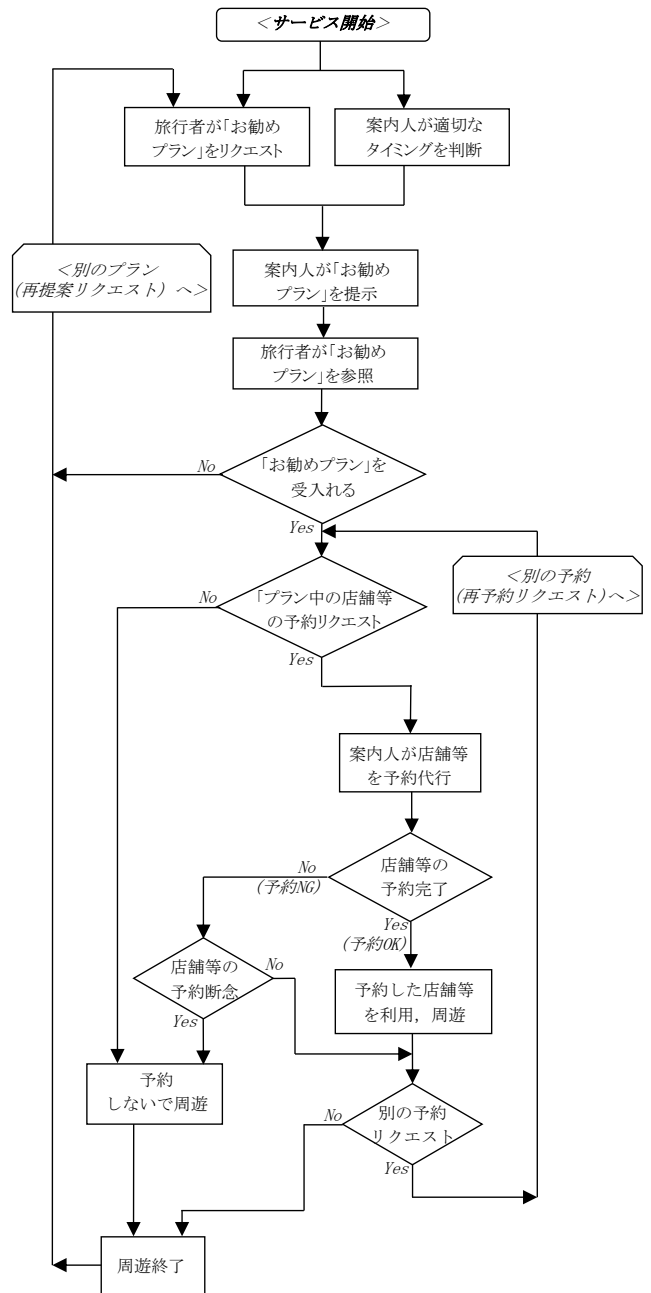 <サービス開始>
旅行者が「お勧め
プラン」をリクエスト
案内人が適切な
タイミングを判断
<別のプラン
(再提案リクエスト) へ>
案内人が「お勧め
プラン」を提示
旅行者が「お勧め
プラン」を参照
「お勧めプラン」を
受入れる
No
Yes
<別の予約
(再予約リクエスト)へ>
「プラン中の店舗等
の予約リクエスト
No
Yes
案内人が店舗等
を予約代行
店舗等の
予約完了
No
(予約NG)
Yes
(予約OK)
店舗等の
予約断念
No
Yes
予約した店舗等
を利用，周遊
予約
しないで周遊
別の予約
リクエスト
No
Yes
周遊終了